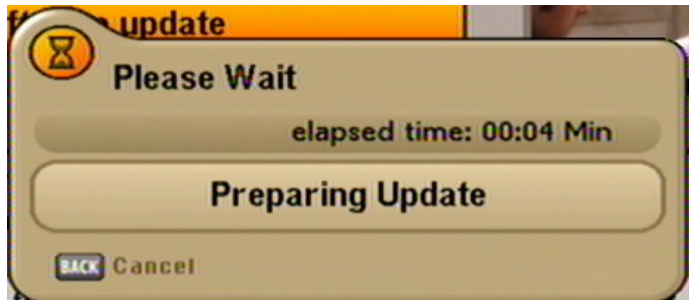 update
Please Wait
elapsed time: 00:04 Min
Preparing Update
BACK Cancel